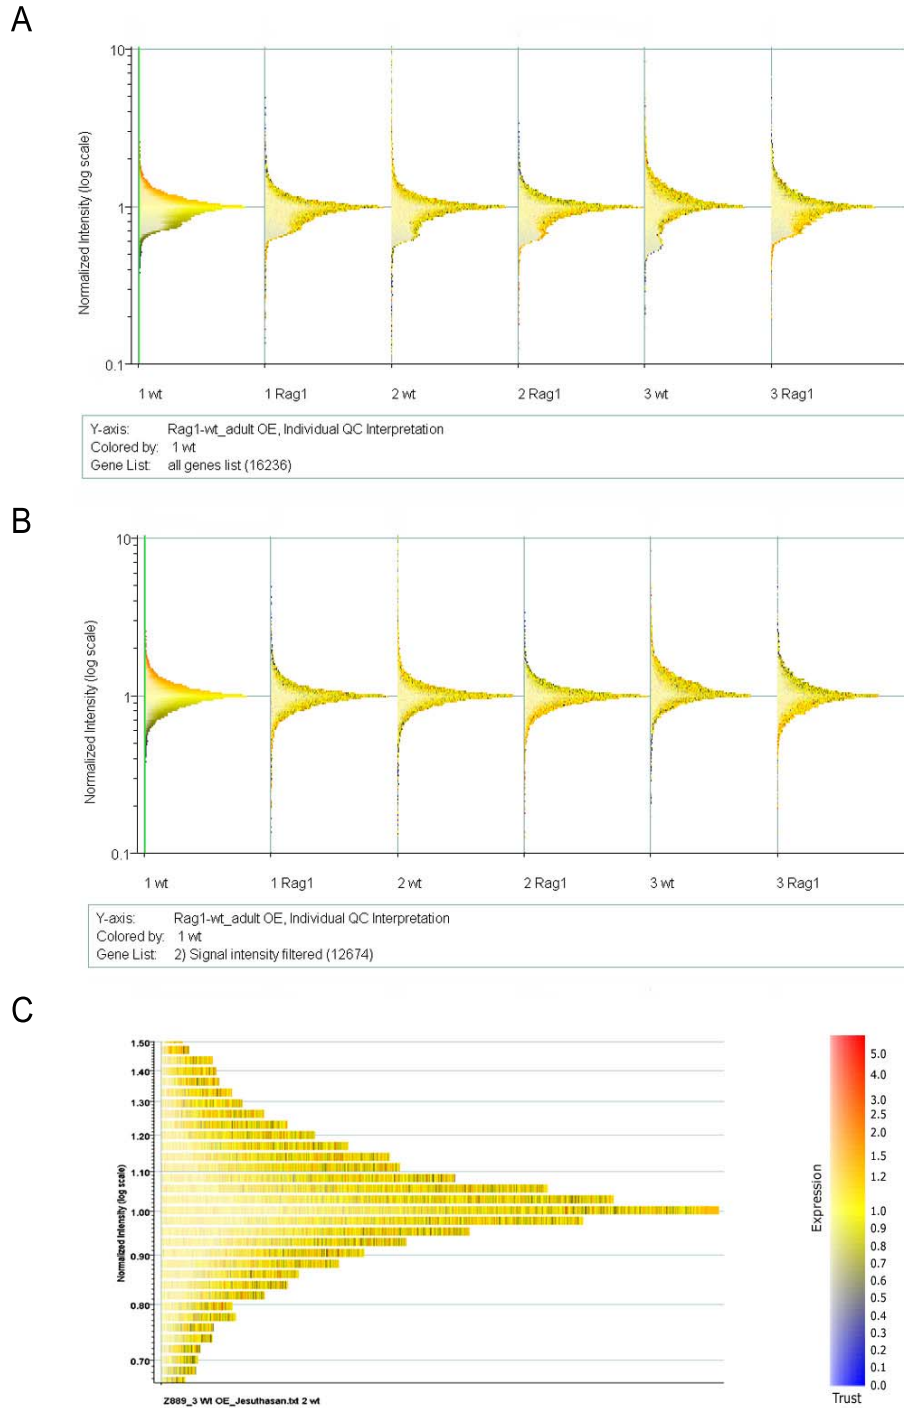 A
10
1
0.1
Normalized Intensity (log scale)
1 wt
1 Rag1
2 wt
2 Rag1
3 wt
3 Rag1
Y-axis: Rag1-wt_adult OE, Individual QC Interpretation
Colored by: 1 wt
Gene List: all genes list (16236)
B
10
1
0.1
Normalized Intensity (log scale)
1 wt
1 Rag1
2 wt
2 Rag1
3 wt
3 Rag1
Y-axis: Rag1-wt_adult OE, Individual QC Interpretation
Colored by: 1 wt
Gene List: 2) Signal intensity filtered (12674)
C
1.50
1.40
1.30
1.20
1.10
1.00
0.90
0.80
0.70
Normalized Intensity (log scale)
Z889_3 Wt OE_Jesuthasan.txt 2 wt
Expression
5.0
4.0
3.0
2.5
2.0
1.5
1.2
1.0
0.9
0.8
0.7
0.6
0.5
0.4
0.3
0.2
0.1
0.0
Trust